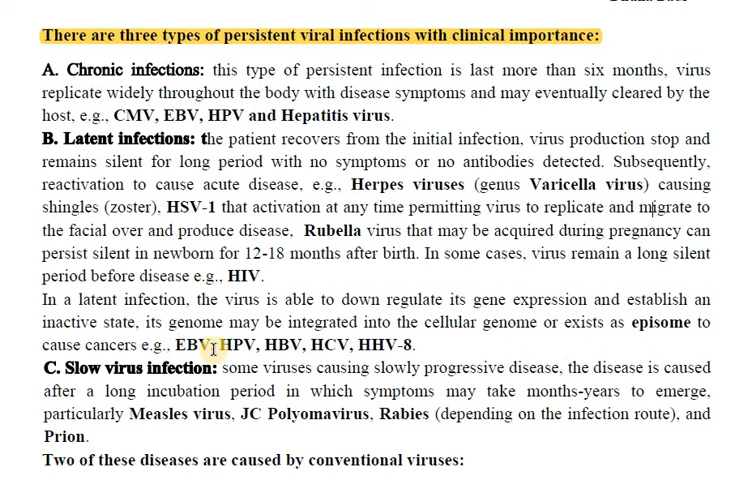 There are three types of persistent viral infections with clinical importance:
A. Chronic infections: this type of persistent infection is last more than six months, virus
replicate widely throughout the body with disease symptoms and may eventually cleared by the
host, e.g., CMV, EBV, HPV and Hepatitis virus.
B. Latent infections: the patient recovers from the initial infection, virus production stop and
remains silent for long period with no symptoms or no antibodies detected. Subsequently,
reactivation to cause acute disease, e.g., Herpes viruses (genus Varicella virus) causing
shingles (zoster), HSV-1 that activation at any time permitting virus to replicate and migrate to
the facial over and produce disease, Rubella virus that may be acquired during pregnancy can
persist silent in newborn for 12-18 months after birth. In some cases, virus remain a long silent
period before disease e.g., HIV.
In a latent infection, the virus is able to down regulate its gene expression and establish an
inactive state, its genome may be integrated into the cellular genome or exists as episome to
cause cancers e.g., EBV, HPV, HBV, HCV, HHV-8.
C. Slow virus infection: some viruses causing slowly progressive disease, the disease is caused
after a long incubation period in which symptoms may take months-years to emerge,
particularly Measles virus, JC Polyomavirus, Rabies (depending on the infection route), and
Prion.
Two of these diseases are caused by conventional viruses: